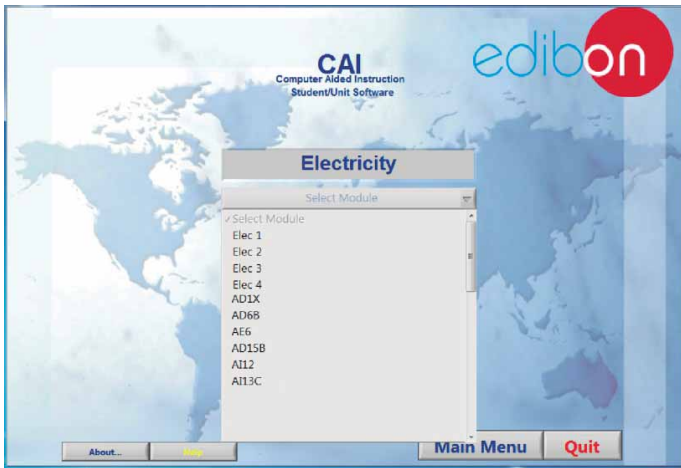 CAI
Computer Aided Instruction
Student/Unit Software
edibon
Electricity
Select Module
✓Select Module
Elec 1
Elec 2
Elec 3
Elec 4
AD1X
AD6B
AE6
AD15B
AI12
AI13C
About...
Help
Main Menu
Quit